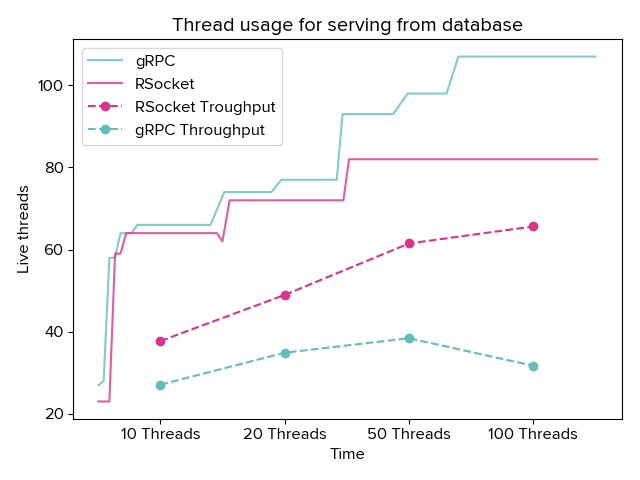 Thread usage for serving from database
gRPC
RSocket
RSocket Troughput
gRPC Throughput
Live threads
100
80
60
40
20
10 Threads
20 Threads
50 Threads
100 Threads
Time